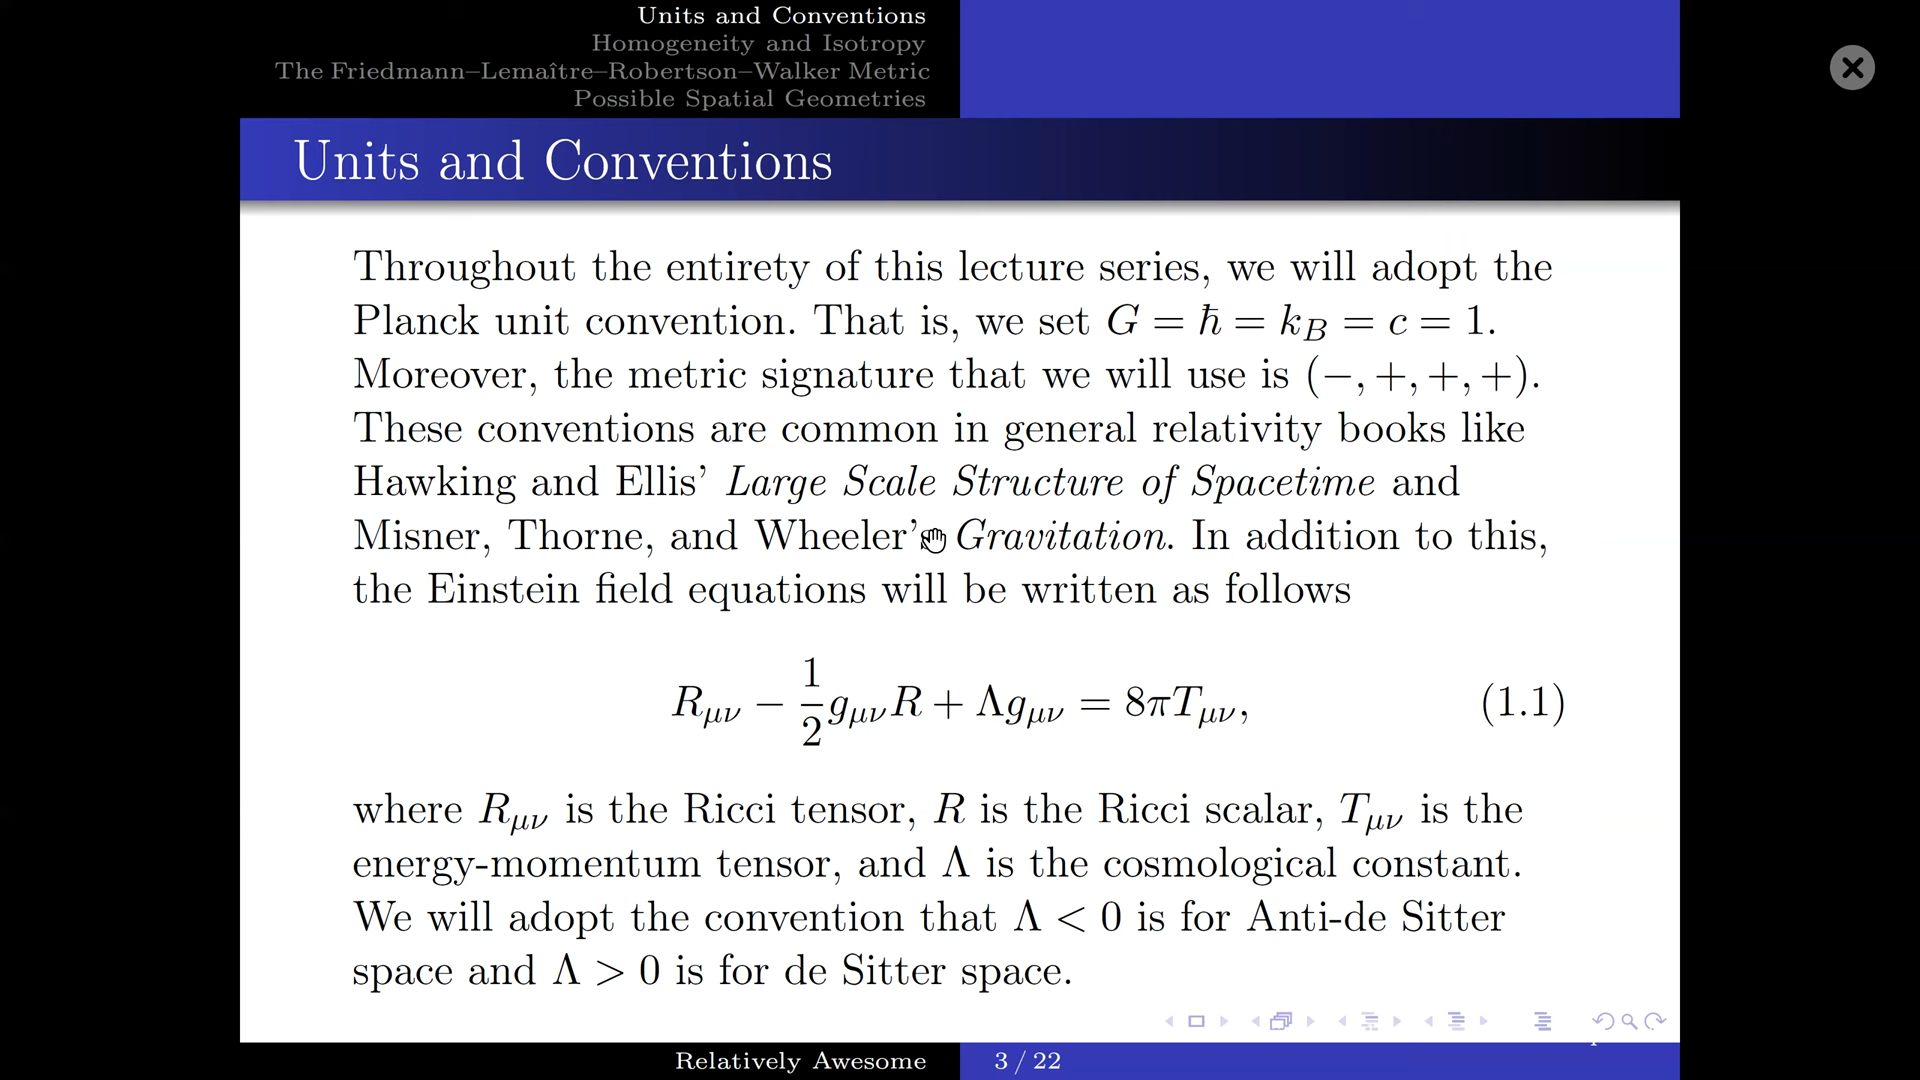 Units and Conventions
Homogeneity and Isotropy
The Friedmann–Lemaître–Robertson–Walker Metric
Possible Spatial Geometries
Units and Conventions
Throughout the entirety of this lecture series, we will adopt the
Planck unit convention. That is, we set G = ħ = k_B = c = 1.
Moreover, the metric signature that we will use is (−, +, +, +).
These conventions are common in general relativity books like
Hawking and Ellis’ Large Scale Structure of Spacetime and
Misner, Thorne, and Wheeler’s Gravitation. In addition to this,
the Einstein field equations will be written as follows
R_μν − 1/2 g_μν R + Λg_μν = 8πT_μν, (1.1)
where R_μν is the Ricci tensor, R is the Ricci scalar, T_μν is the
energy-momentum tensor, and Λ is the cosmological constant.
We will adopt the convention that Λ < 0 is for Anti-de Sitter
space and Λ > 0 is for de Sitter space.
Relatively Awesome
3 / 22